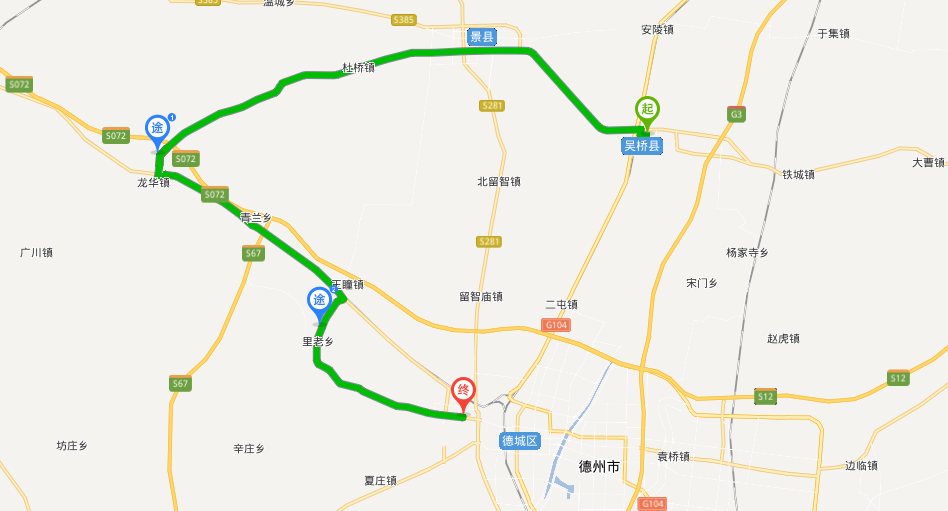 温城乡
S385
S385
安陵镇
于集镇
景县
杜桥镇
S072
S281
起
G3
途
1
S072
S072
吴桥县
大曹镇
龙华镇
北留智镇
铁城镇
S072
青兰乡
广川镇
S67
S281
杨家寺乡
王瞳镇
宋门乡
途
2
留智庙镇
二屯镇
G104
赵虎镇
里老乡
S67
终
S12
S12
德城区
坊庄乡
辛庄乡
袁桥镇
德州市
边临镇
夏庄镇
G104